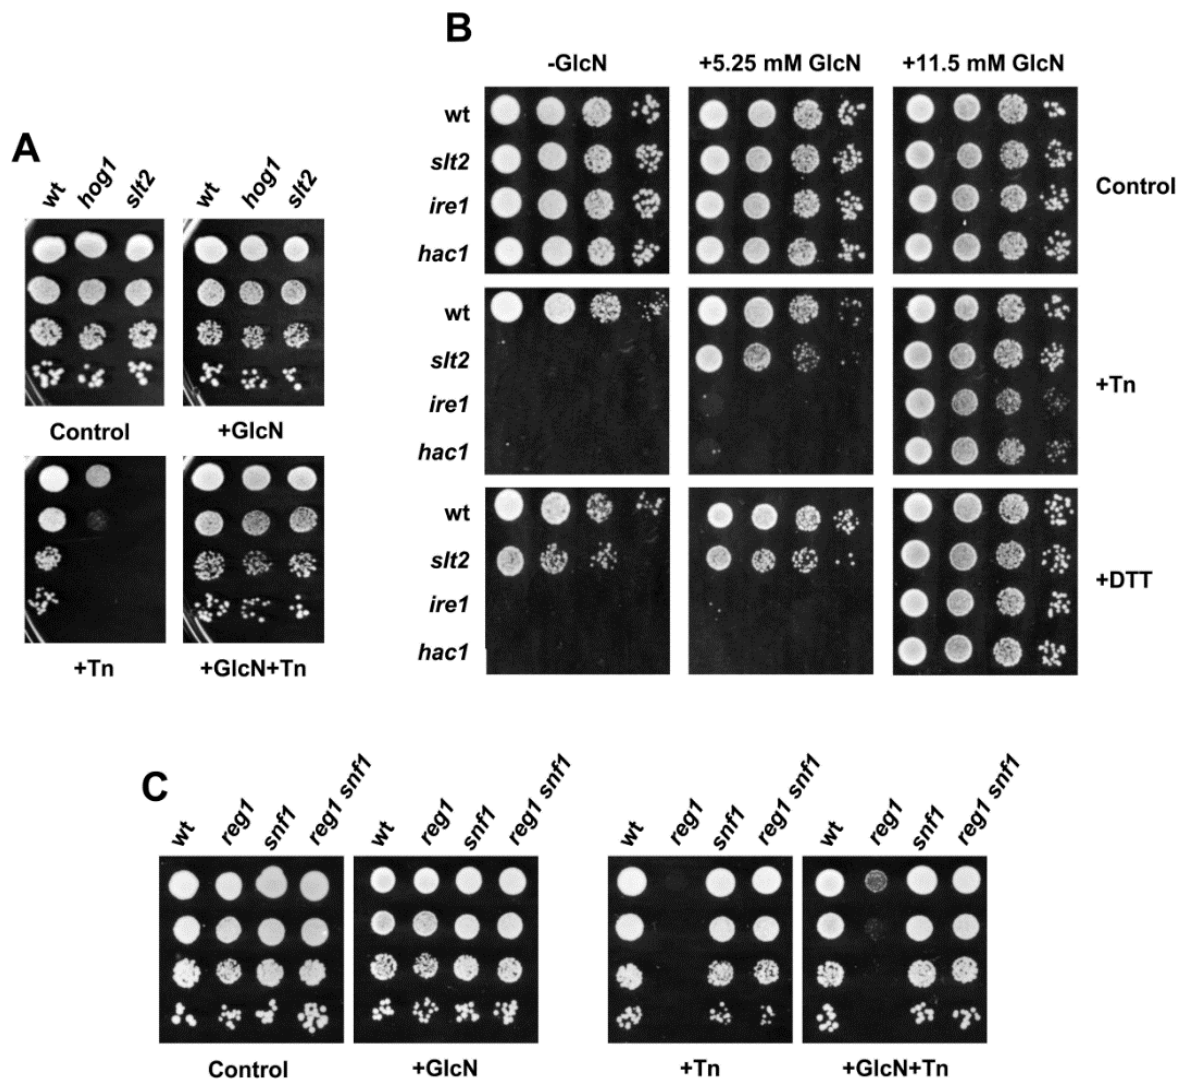 A
wt hog1 slt2 wt hog1 slt2
Control +GlcN
+Tn +GlcN+Tn
B
-GlcN +5.25 mM GlcN +11.5 mM GlcN
wt
slt2
ire1
hac1
Control
wt
slt2
ire1
hac1
+Tn
wt
slt2
ire1
hac1
+DTT
C
wt reg1 snf1 reg1 snf1 wt reg1 snf1 reg1 snf1 wt reg1 snf1 reg1 snf1 wt reg1 snf1 reg1 snf1
Control +GlcN +Tn +GlcN+Tn